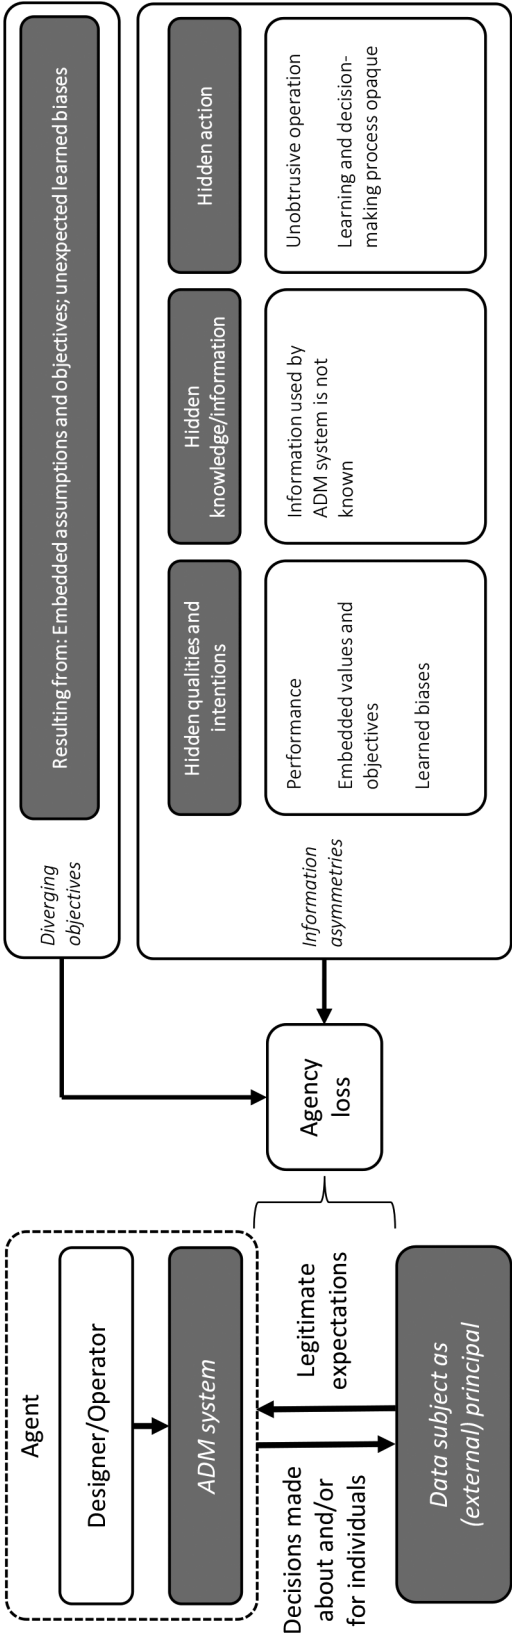 Agent
Designer/Operator
ADM system
Decisions made
about and/or
for individuals
Legitimate
expectations
Data subject as
(external) principal
Agency
loss
Diverging
objectives
Resulting from: Embedded assumptions and objectives; unexpected learned biases
Information
asymmetries
Hidden qualities and
intentions
Performance
Embedded values and
objectives
Learned biases
Hidden
knowledge/information
Information used by
ADM system is not
known
Hidden action
Unobtrusive operation
Learning and decision-
making process opaque